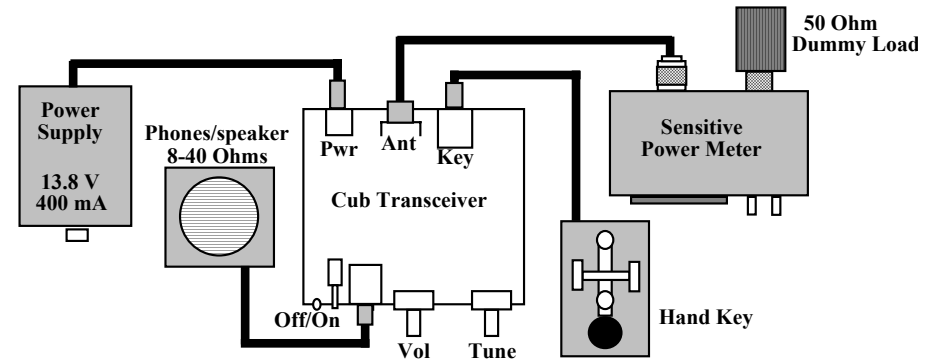 50 Ohm
Dummy Load
Power
Supply
13.8 V
400 mA
Phones/speaker
8-40 Ohms
Pwr
Ant
Key
Cub Transceiver
Sensitive
Power Meter
Off/On
Vol
Tune
Hand Key